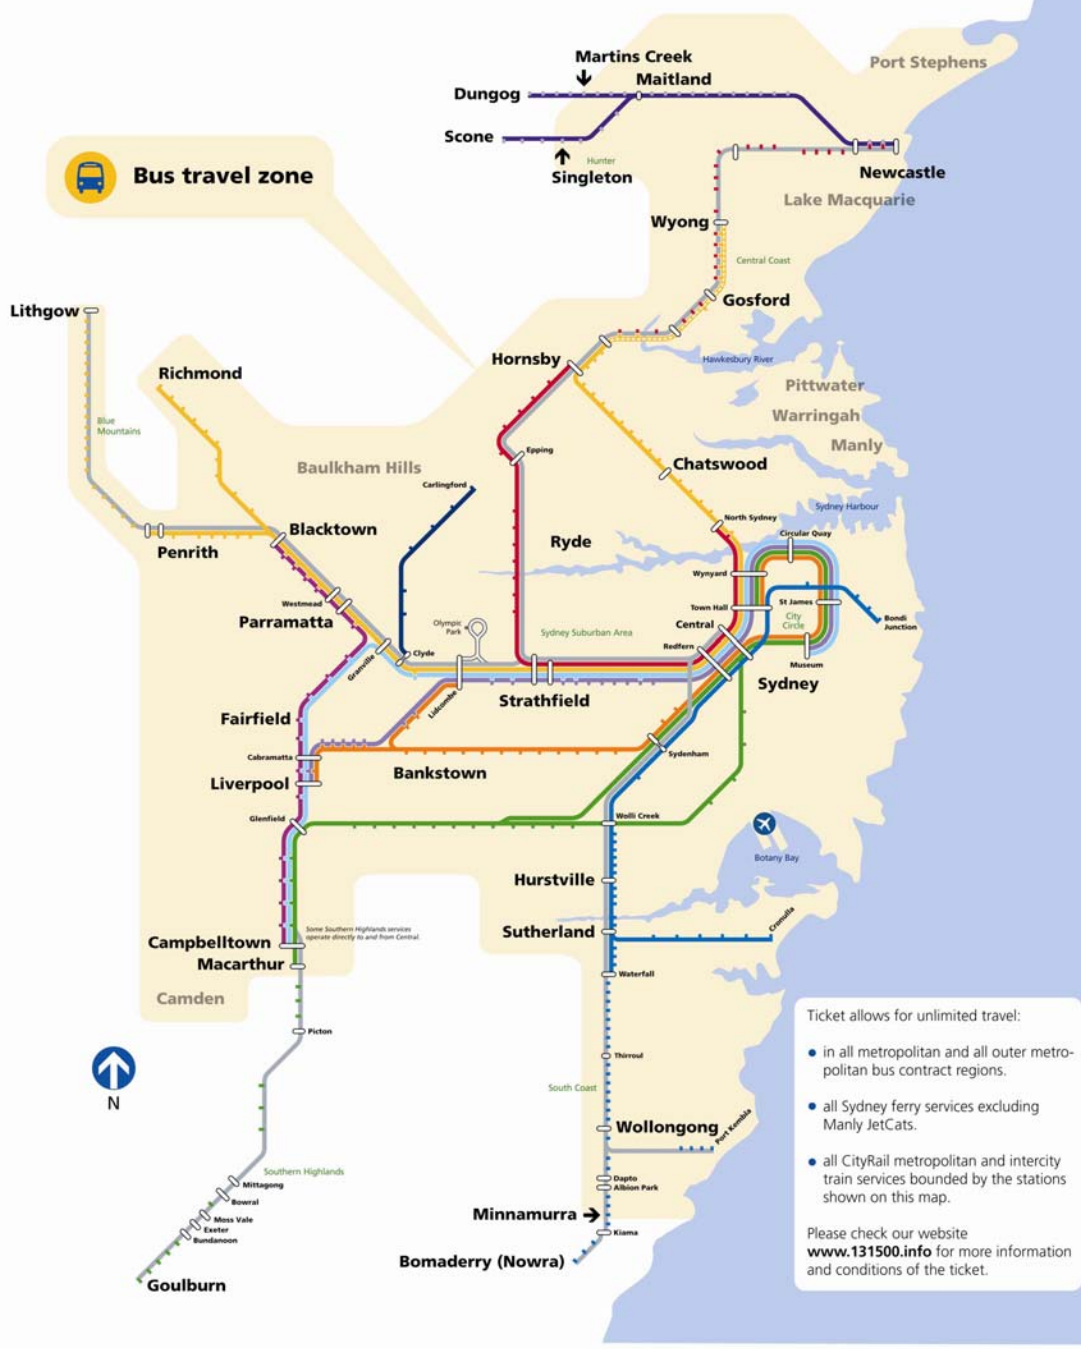 Port Stephens
Martins Creek
Maitland
Dungog
Scone
Hunter
Singleton
Newcastle
Bus travel zone
Lake Macquarie
Wyong
Central Coast
Gosford
Lithgow
Hornsby
Hawkesbury River
Richmond
Pittwater
Warringah
Manly
Blue
Mountains
Epping
Baulkham Hills
Chatswood
Carlingford
Sydney Harbour
North Sydney
Circular Quay
Blacktown
Ryde
Penrith
Wynyard
Westmead
Parramatta
Town Hall
St James
City
Circle
Central
Olympic
Park
Sydney Suburban Area
Bondi
Junction
Redfern
Granville
Clyde
Museum
Sydney
Lidcombe
Strathfield
Fairfield
Cabramatta
Sydenham
Bankstown
Liverpool
Glenfield
Wolli Creek
Botany Bay
Hurstville
Cronulla
Some Southern Highlands services
operate directly to and from Central.
Sutherland
Campbelltown
Macarthur
Waterfall
Camden
Picton
N
Thirroul
South Coast
Wollongong
Port Kembla
Southern Highlands
Mittagong
Dapto
Albion Park
Bowral
Moss Vale
Exeter
Bundanoon
Minnamurra
Kiama
Bomaderry (Nowra)
Goulburn
Ticket allows for unlimited travel:
• in all metropolitan and all outer metro-
politan bus contract regions.
• all Sydney ferry services excluding
Manly JetCats.
• all CityRail metropolitan and intercity
train services bounded by the stations
shown on this map.
Please check our website
www.131500.info for more information
and conditions of the ticket.